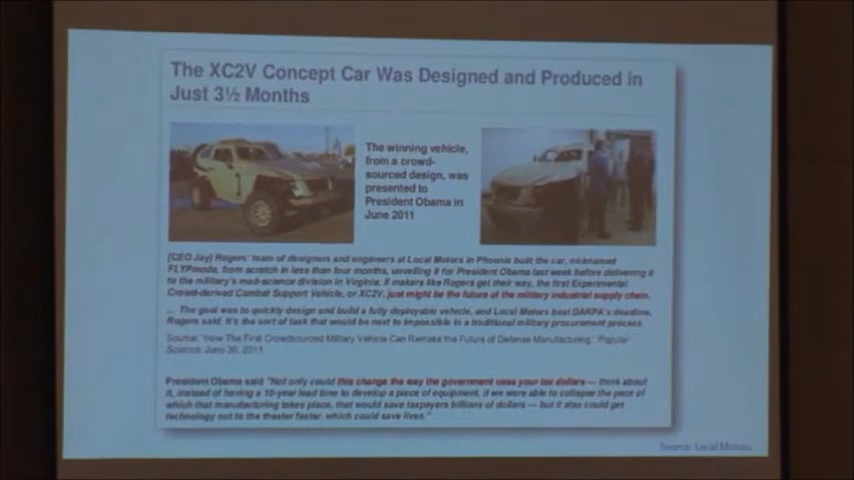 The XC2V Concept Car Was Designed and Produced in
Just 3½ Months
The winning vehicle,
from a crowd-
sourced design, was
presented to
President Obama in
June 2011
[CEO Jay] Rogers' team of designers and engineers at Local Motors in Phoenix built the car, nicknamed
FLYPmode, from scratch in less than four months, unveiling it for President Obama last week before delivering it
to the military's mad-science division in Virginia. If makers like Rogers get their way, the first Experimental
Crowd-derived Combat Support Vehicle, or XC2V, just might be the future of the military industrial supply chain.
... The goal was to quickly design and build a fully deployable vehicle, and Local Motors beat DARPA's deadline,
Rogers said. It's the sort of task that would be next to impossible in a traditional military procurement process.
Source: "How The First Crowdsourced Military Vehicle Can Remake the Future of Defense Manufacturing," Popular
Science June 30, 2011
President Obama said "Not only could this change the way the government uses your tax dollars — think about
it, instead of having a 10-year lead time to develop a piece of equipment, if we were able to collapse the pace of
which that manufacturing takes place, that would save taxpayers billions of dollars — but it also could get
technology out to the theater faster, which could save lives."
Source: Local Motors